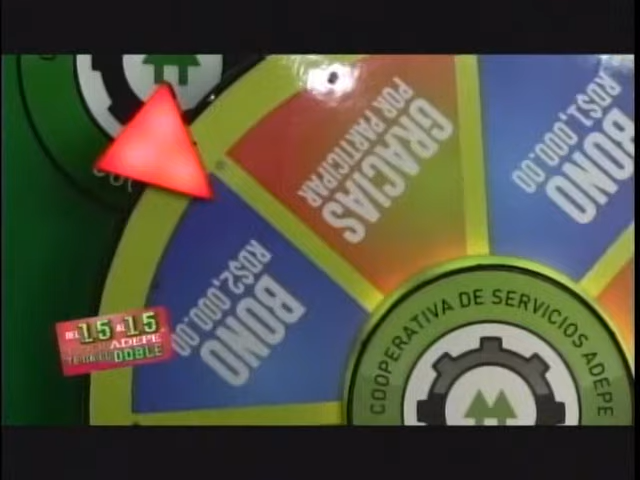 GRACIAS
POR PARTICIPAR
BONO
RD$1,000.00
BONO
RD$2,000.00
COOPERATIVA DE SERVICIOS ADEPE
DEL 15 AL 15
ADEPE
DOBLE